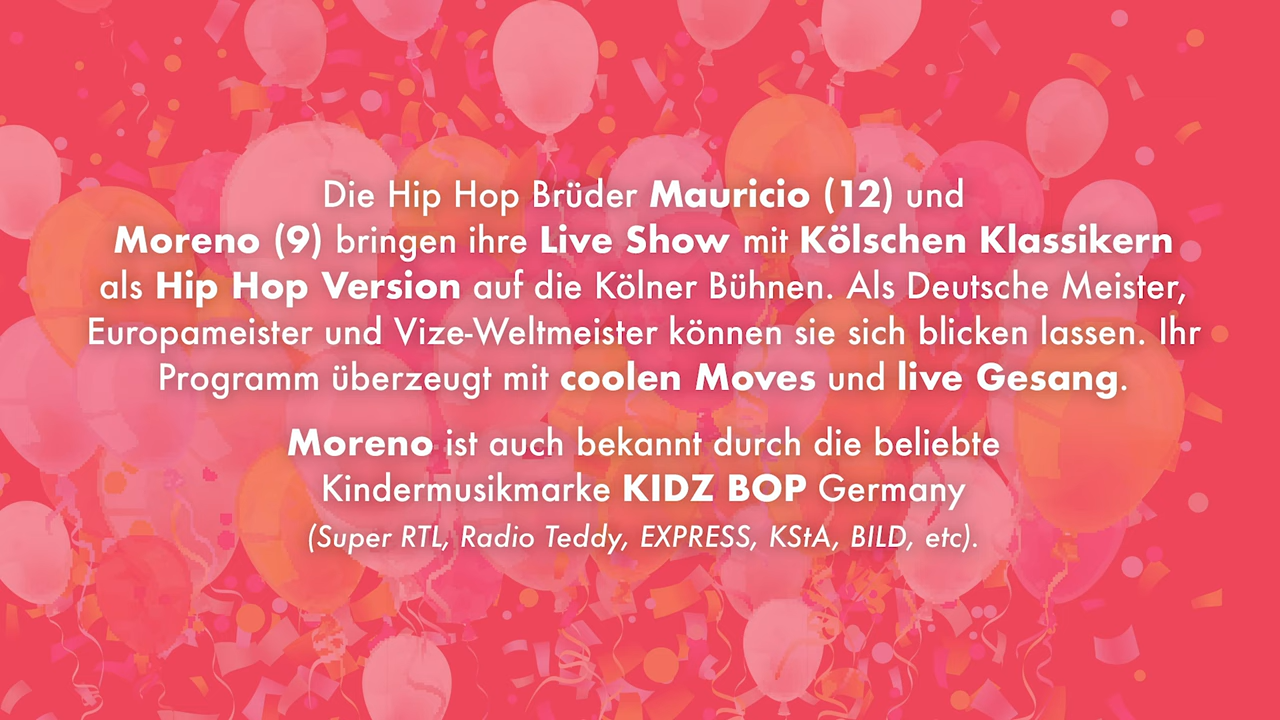 Die Hip Hop Brüder Mauricio (12) und
Moreno (9) bringen ihre Live Show mit Kölschen Klassikern
als Hip Hop Version auf die Kölner Bühnen. Als Deutsche Meister,
Europameister und Vize-Weltmeister können sie sich blicken lassen. Ihr
Programm überzeugt mit coolen Moves und live Gesang.
Moreno ist auch bekannt durch die beliebte
Kindermusikmarke KIDZ BOP Germany
(Super RTL, Radio Teddy, EXPRESS, KStA, BILD, etc).